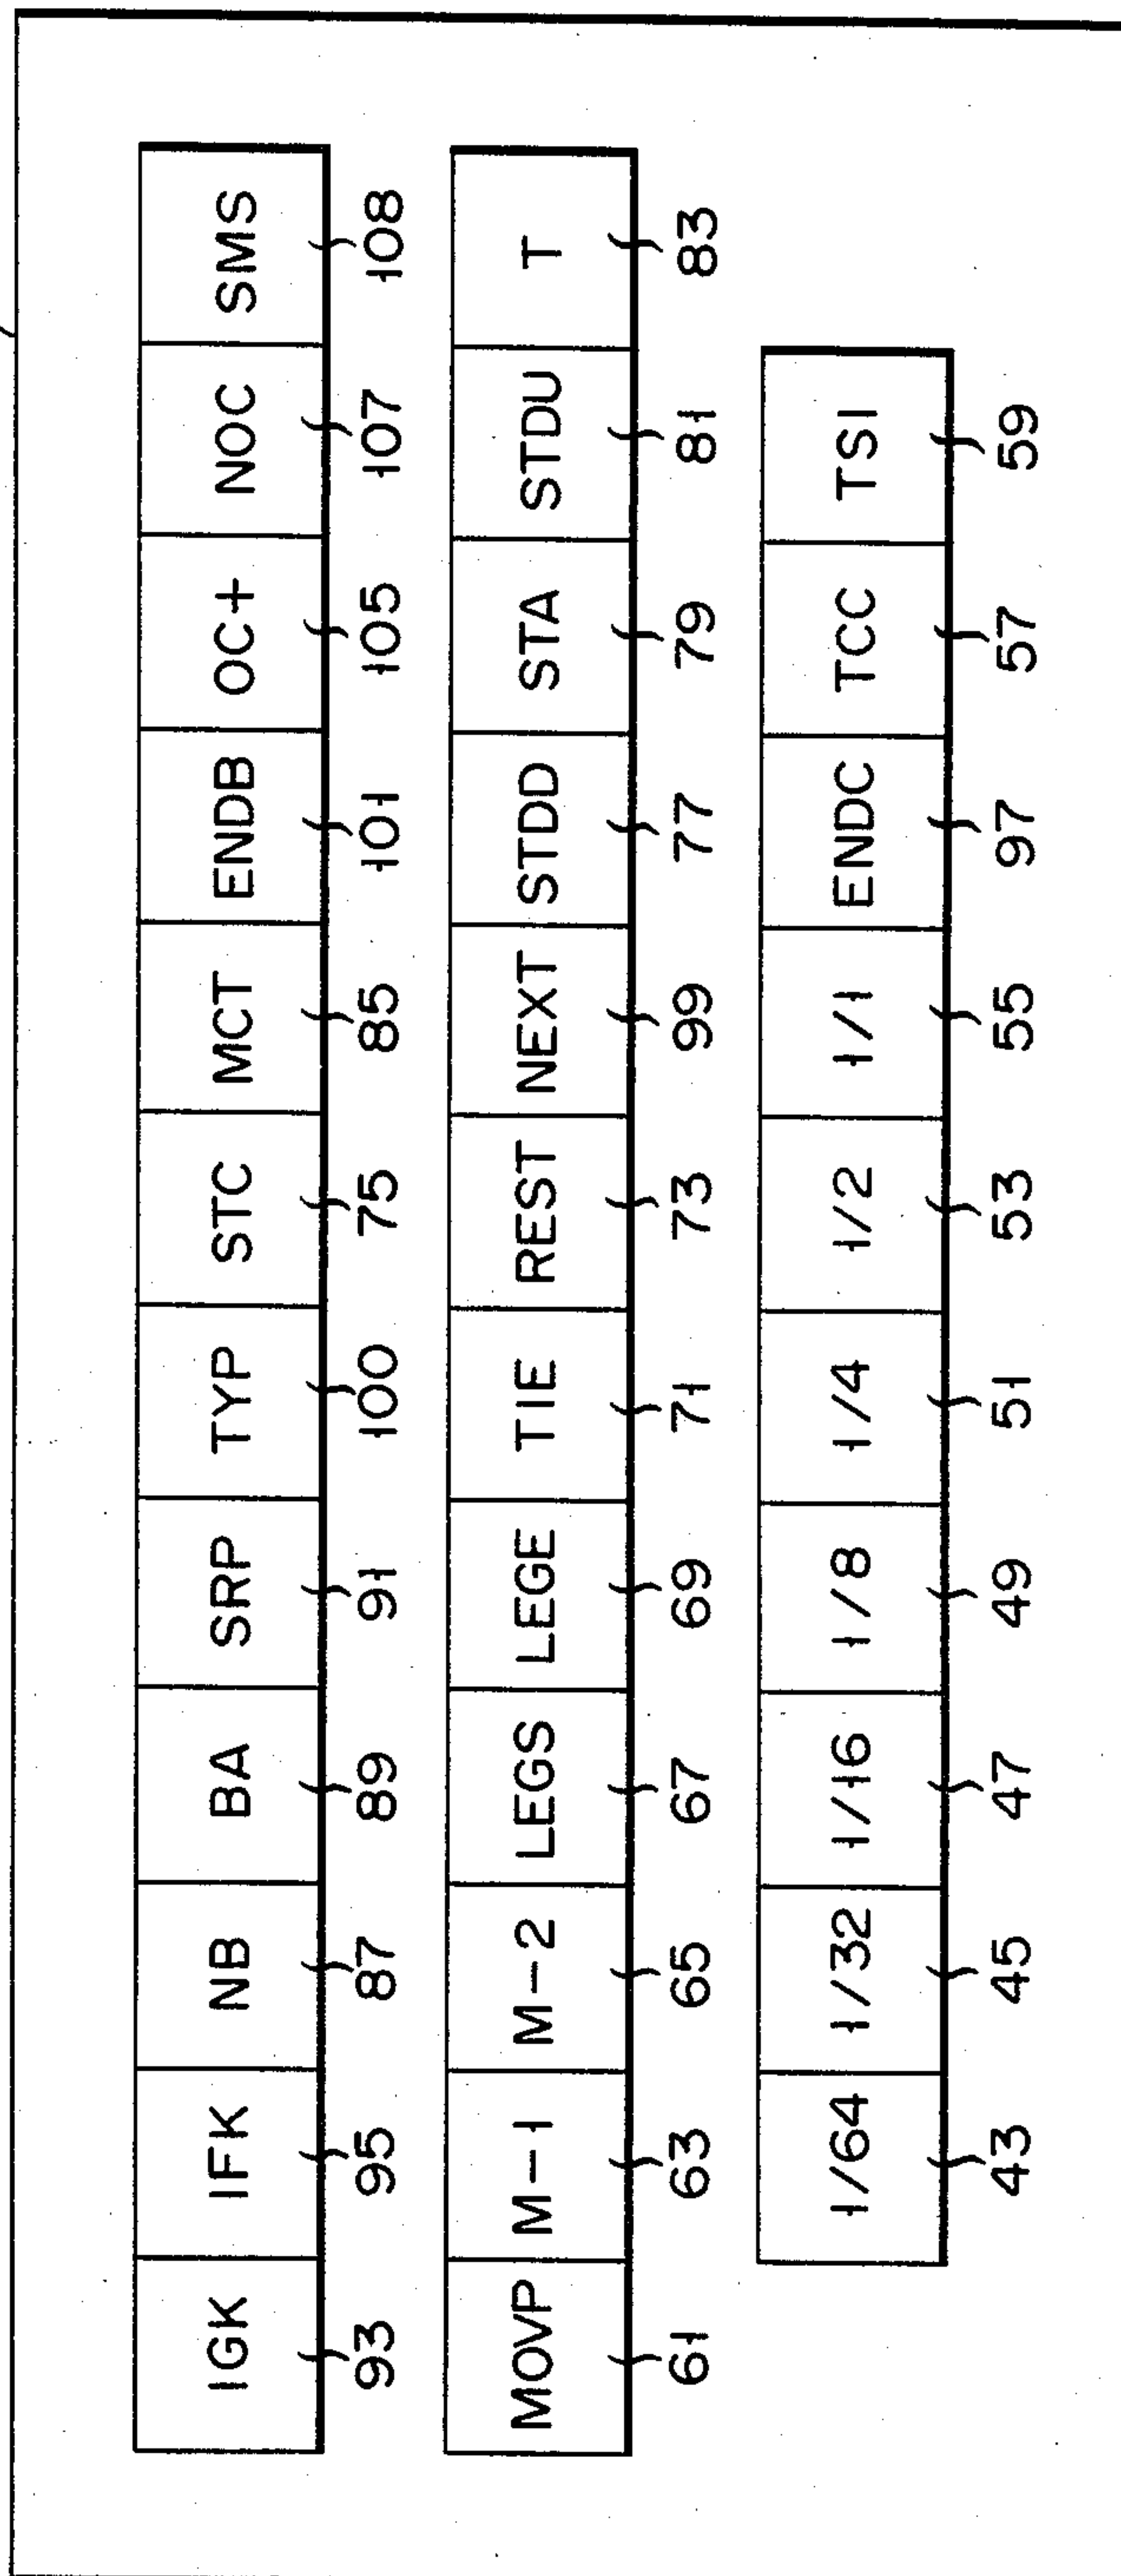 IGK IFK NB BA SRP TYP STC MCT ENDB OC+ NOC SMS
93 95 87 89 91 100 75 85 101 105 107 108
MOVP M-1 M-2 LEGS LEGE TIE REST NEXT STDD STA STDU T
61 63 65 67 69 71 73 99 77 79 81 83
1/64 1/32 1/16 1/8 1/4 1/2 1/1 ENDC TCC TSI
43 45 47 49 51 53 55 97 57 59